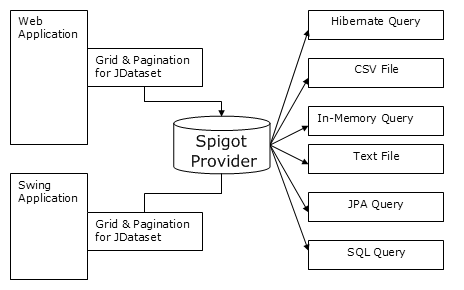 Web
Application
Grid & Pagination
for JDataset
Spigot
Provider
Swing
Application
Grid & Pagination
for JDataset
Hibernate Query
CSV File
In-Memory Query
Text File
JPA Query
SQL Query